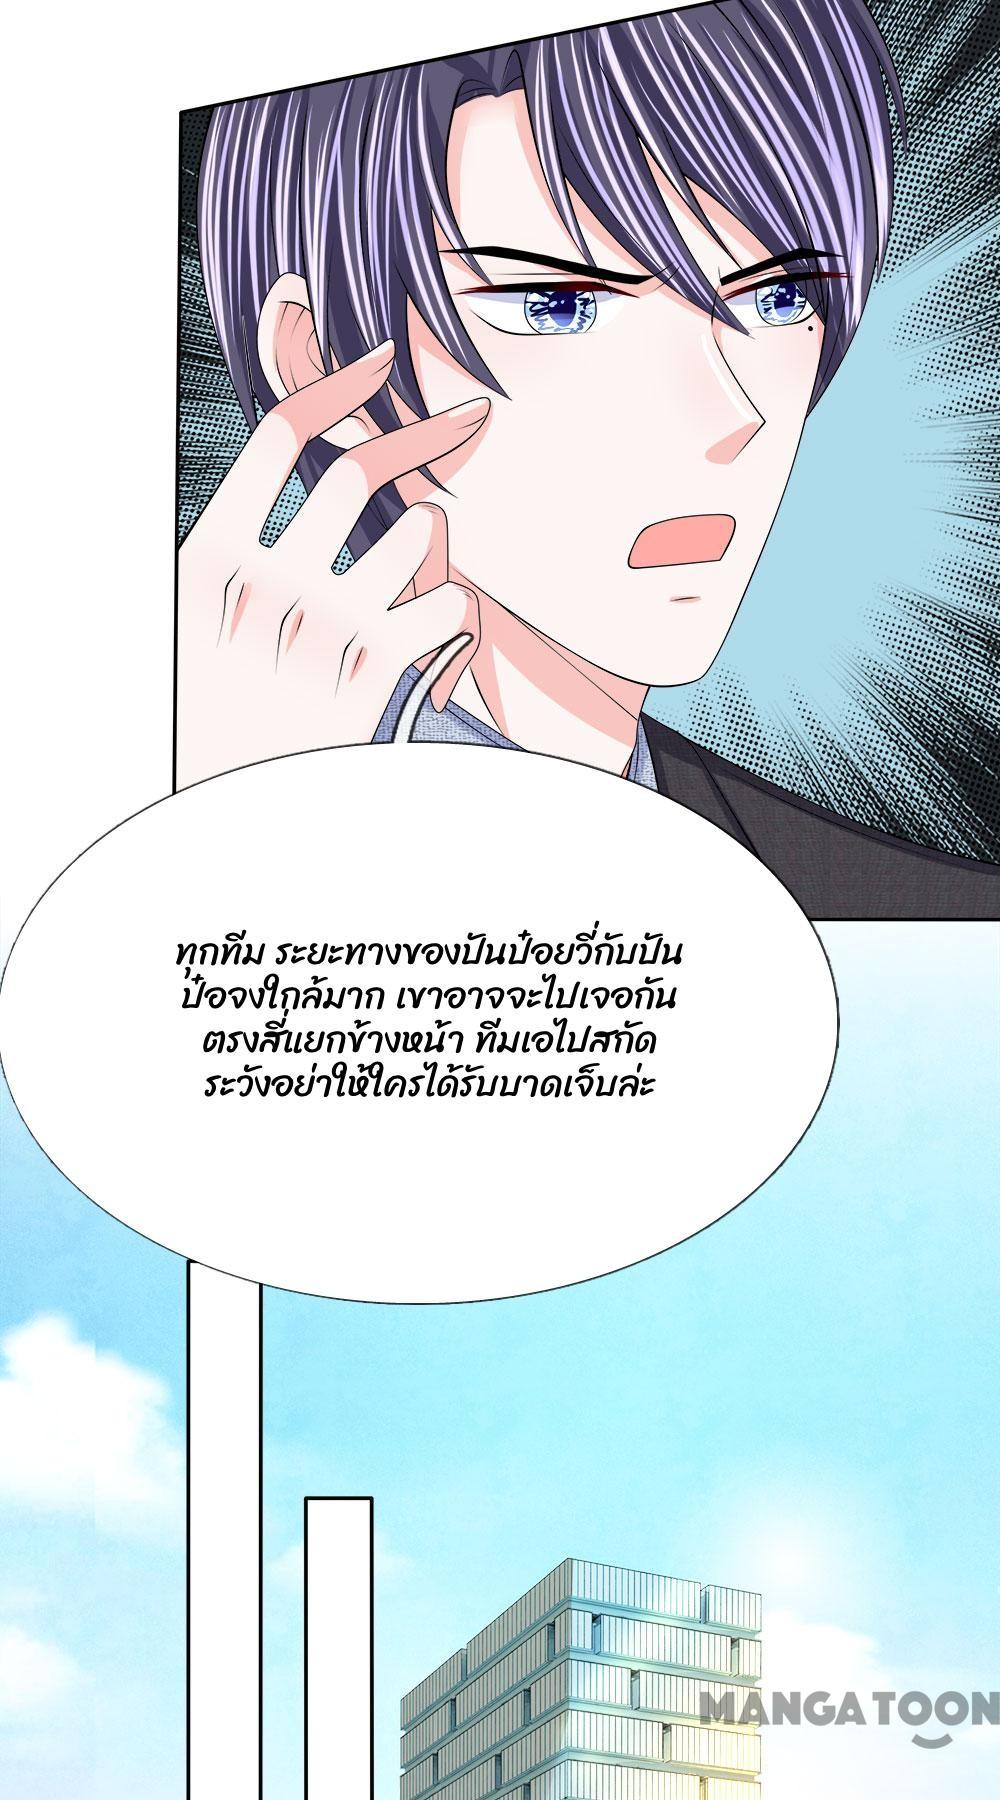 ทุกทีม ระยะทางของปันป๋อยวี่กับปัน
ป๋อจงใกล้มาก เขาอาจจะไปเจอกัน
ตรงสี่แยกข้างหน้า ทีมเอไปสกัด
ระวังอย่าให้ใครได้รับบาดเจ็บล่ะ
MANGATOON